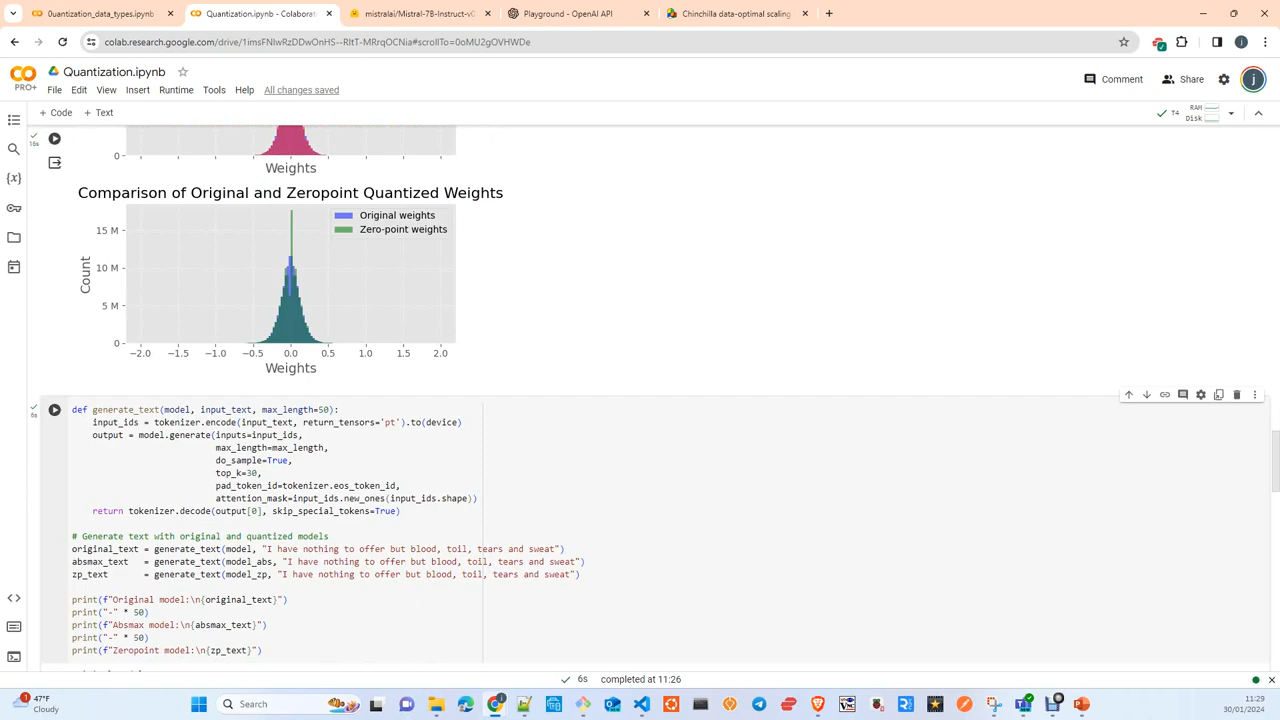 0uantization_data_types.ipynb
Quantization.ipynb - Colaborat
mistralai/Mistral-7B-Instruct-v0
Playground - OpenAI API
Chinchilla data-optimal scaling
colab.research.google.com/drive/1imsFNIwRzDDwOnHS--RItT-MRrqOCNia#scrollTo=0oMU2gOVHWDe
PRO+
Quantization.ipynb
File Edit View Insert Runtime Tools Help All changes saved
Comment Share j
+ Code + Text
T4 RAM
Disk
16s
0
Weights
Comparison of Original and Zeropoint Quantized Weights
Original weights
Zero-point weights
15 M
10 M
5 M
0
Count
−2.0 −1.5 −1.0 −0.5 0.0 0.5 1.0 1.5 2.0
Weights
6s
def generate_text(model, input_text, max_length=50):
input_ids = tokenizer.encode(input_text, return_tensors='pt').to(device)
output = model.generate(inputs=input_ids,
max_length=max_length,
do_sample=True,
top_k=30,
pad_token_id=tokenizer.eos_token_id,
attention_mask=input_ids.new_ones(input_ids.shape))
return tokenizer.decode(output[0], skip_special_tokens=True)
# Generate text with original and quantized models
original_text = generate_text(model, "I have nothing to offer but blood, toil, tears and sweat")
absmax_text = generate_text(model_abs, "I have nothing to offer but blood, toil, tears and sweat")
zp_text = generate_text(model_zp, "I have nothing to offer but blood, toil, tears and sweat")
print(f"Original model:\n{original_text}")
print("-" * 50)
print(f"Absmax model:\n{absmax_text}")
print("-" * 50)
print(f"Zeropoint model:\n{zp_text}")
6s completed at 11:26
47°F
Cloudy
Search
11:29
30/01/2024